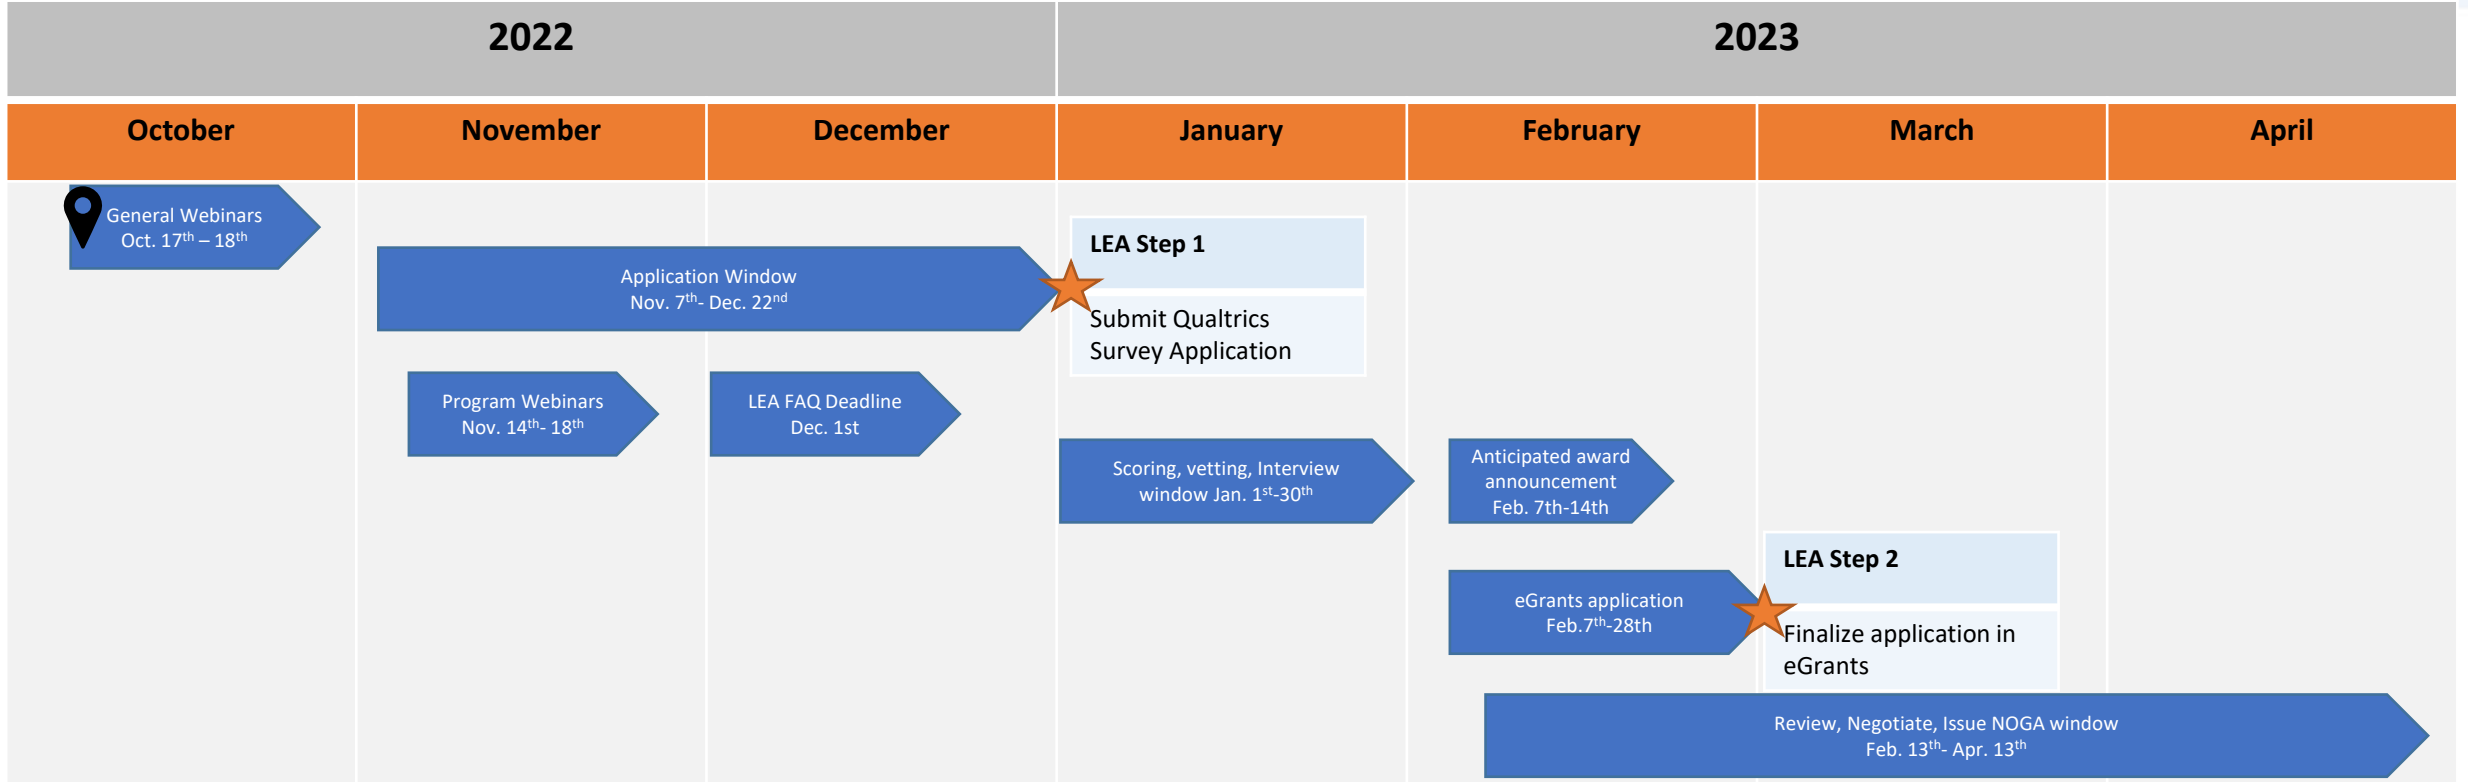 2022
2023
October
November
December
January
February
March
April
General Webinars
Oct. 17th – 18th
Application Window
Nov. 7th- Dec. 22nd
LEA Step 1
Submit Qualtrics
Survey Application
Program Webinars
Nov. 14th- 18th
LEA FAQ Deadline
Dec. 1st
Scoring, vetting, Interview
window Jan. 1st-30th
Anticipated award
announcement
Feb. 7th-14th
eGrants application
Feb.7th-28th
LEA Step 2
Finalize application in
eGrants
Review, Negotiate, Issue NOGA window
Feb. 13th- Apr. 13th